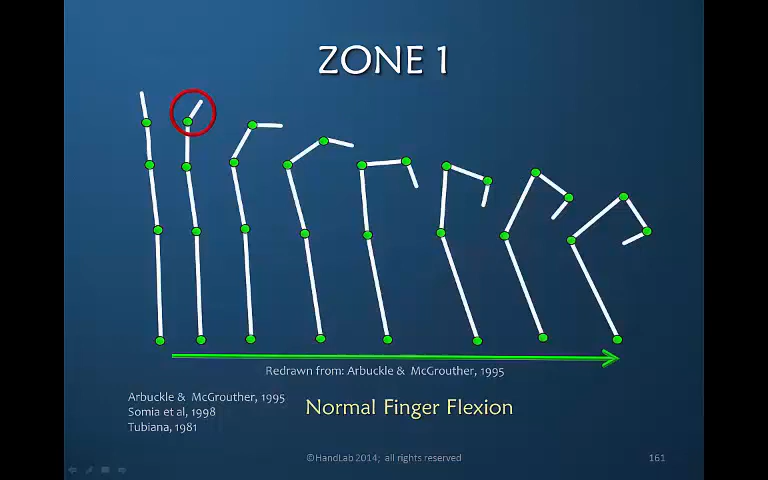 ZONE 1
Redrawn from: Arbuckle & McGrouther, 1995
Arbuckle & McGrouther, 1995
Somia et al, 1998
Tubiana, 1981
Normal Finger Flexion
©HandLab 2014; all rights reserved
161